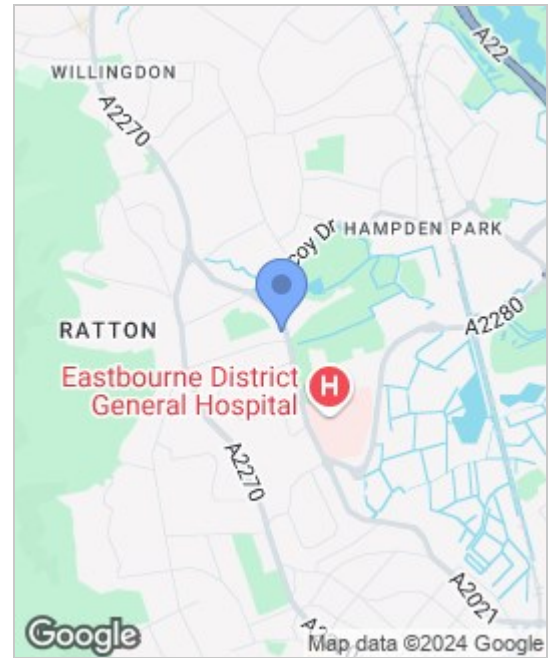 A22
WILLINGDON
A2270
coy Dr
HAMPDEN PARK
A2280
RATTON
Eastbourne District
General Hospital
H
A2270
A2021
Google
Map data ©2024 Google